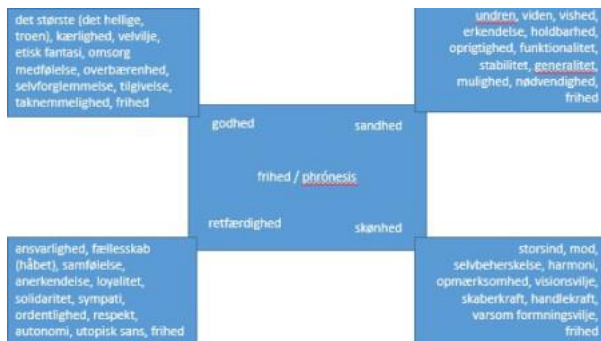 det største (det hellige,
troen), kærlighed, velvilje,
etisk fantasi, omsorg
medfølelse, overbærenhed,
selvforglemmelse, tilgivelse,
taknemmelighed, frihed
undren, viden, vished,
erkendelse, holdbarhed,
oprigtighed, funktionalitet,
stabilitet, generalitet,
mulighed, nødvendighed,
frihed
godhed
sandhed
frihed / phrónesis
retfærdighed
skønhed
ansvarlighed, fællesskab
(håbet), samfølelse,
anerkendelse, loyalitet,
solidaritet, sympati,
ordentlighed, respekt,
autonomi, utopisk sans, frihed
storsind, mod,
selvbeherskelse, harmoni,
opmærksomhed, visionsvilje,
skaberkraft, handlekraft,
varsom formningsvilje,
frihed